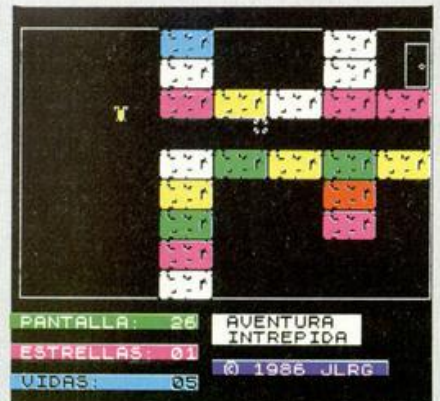 PANTALLA: 26
ESTRELLAS: 01
VIDAS: 05
AVENTURA
INTREPIDA
© 1986 JLRG